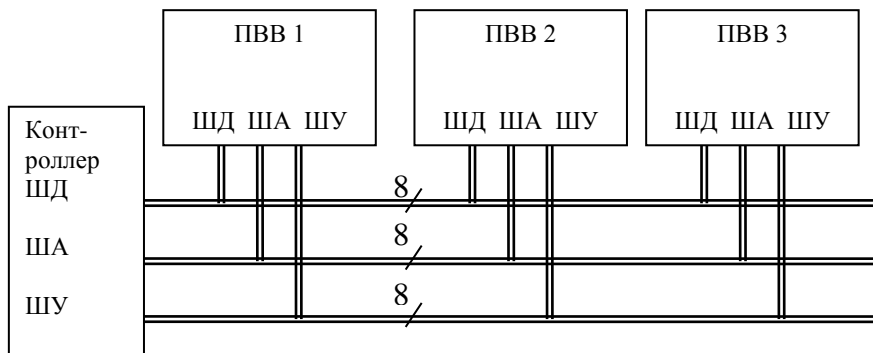 ПВВ 1
ПВВ 2
ПВВ 3
ШД ША ШУ
ШД ША ШУ
ШД ША ШУ
Конт-
роллер
ШД
8
ША
8
ШУ
8